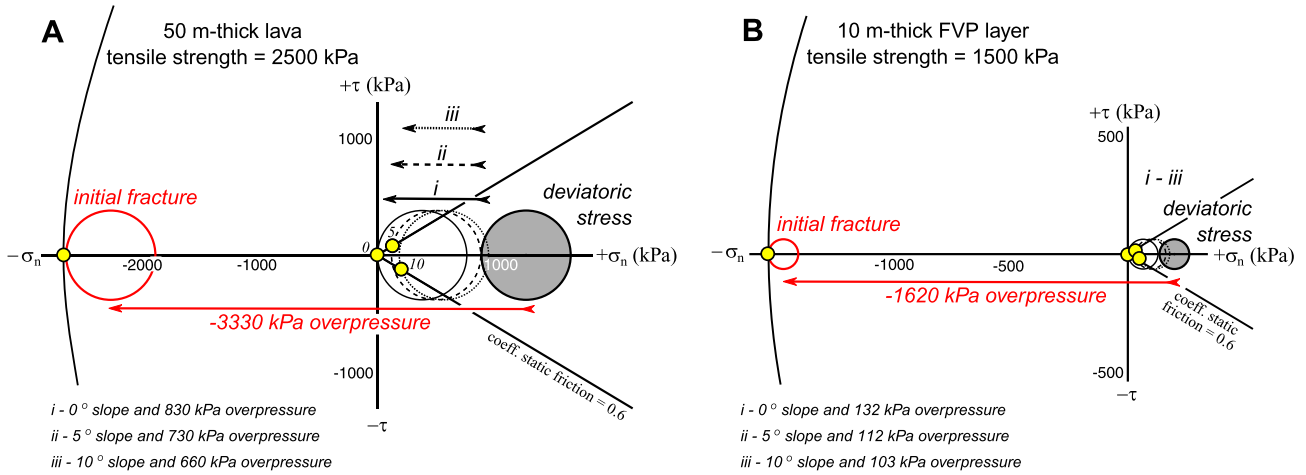 A
50 m-thick lava
tensile strength = 2500 kPa
+τ (kPa)
iii
1000
ii
i
deviatoric
stress
initial fracture
0
5
10
−σn
-2000
-1000
1000
+σn (kPa)
-3330 kPa overpressure
coeff. static friction = 0.6
-1000
−τ
i - 0 ° slope and 830 kPa overpressure
ii - 5 ° slope and 730 kPa overpressure
iii - 10 ° slope and 660 kPa overpressure
B
10 m-thick FVP layer
tensile strength = 1500 kPa
+τ (kPa)
500
i - iii
deviatoric
stress
initial fracture
−σn
-1000
-500
+σn (kPa)
-1620 kPa overpressure
coeff. static
friction = 0.6
-500
−τ
i - 0 ° slope and 132 kPa overpressure
ii - 5 ° slope and 112 kPa overpressure
iii - 10 ° slope and 103 kPa overpressure